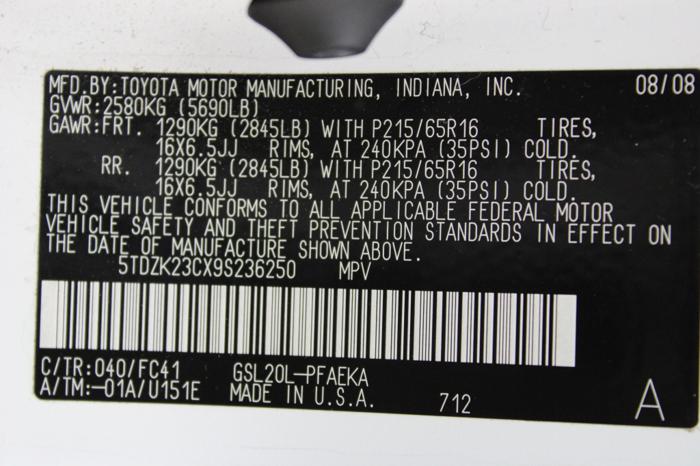 MFD.BY:TOYOTA MOTOR MANUFACTURING, INDIANA, INC. 08/08
GVWR:2580KG (5690LB)
GAWR:FRT. 1290KG (2845LB) WITH P215/65R16 TIRES,
16X6.5JJ RIMS, AT 240KPA (35PSI) COLD.
RR. 1290KG (2845LB) WITH P215/65R16 TIRES,
16X6.5JJ RIMS, AT 240KPA (35PSI) COLD.
THIS VEHICLE CONFORMS TO ALL APPLICABLE FEDERAL MOTOR
VEHICLE SAFETY AND THEFT PREVENTION STANDARDS IN EFFECT ON
THE DATE OF MANUFACTURE SHOWN ABOVE.
5TDZK23CX9S236250 MPV
C/TR:040/FC41 GSL20L-PFAEKA
A/TM:-01A/U151E MADE IN U.S.A. 712 A